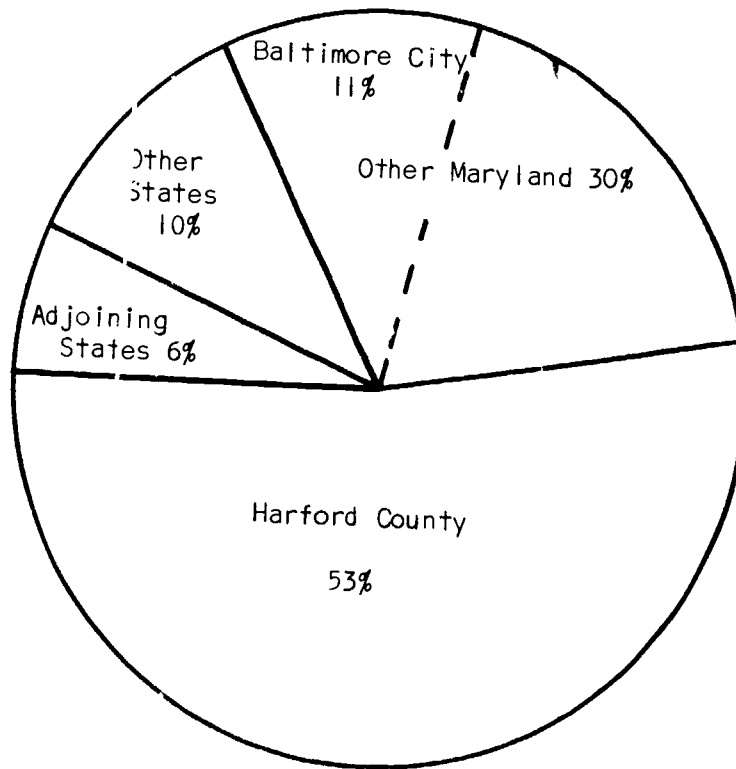 Baltimore City
11%
Other Maryland 30%
Other
States
10%
Adjoining
States 6%
Harford County
53%